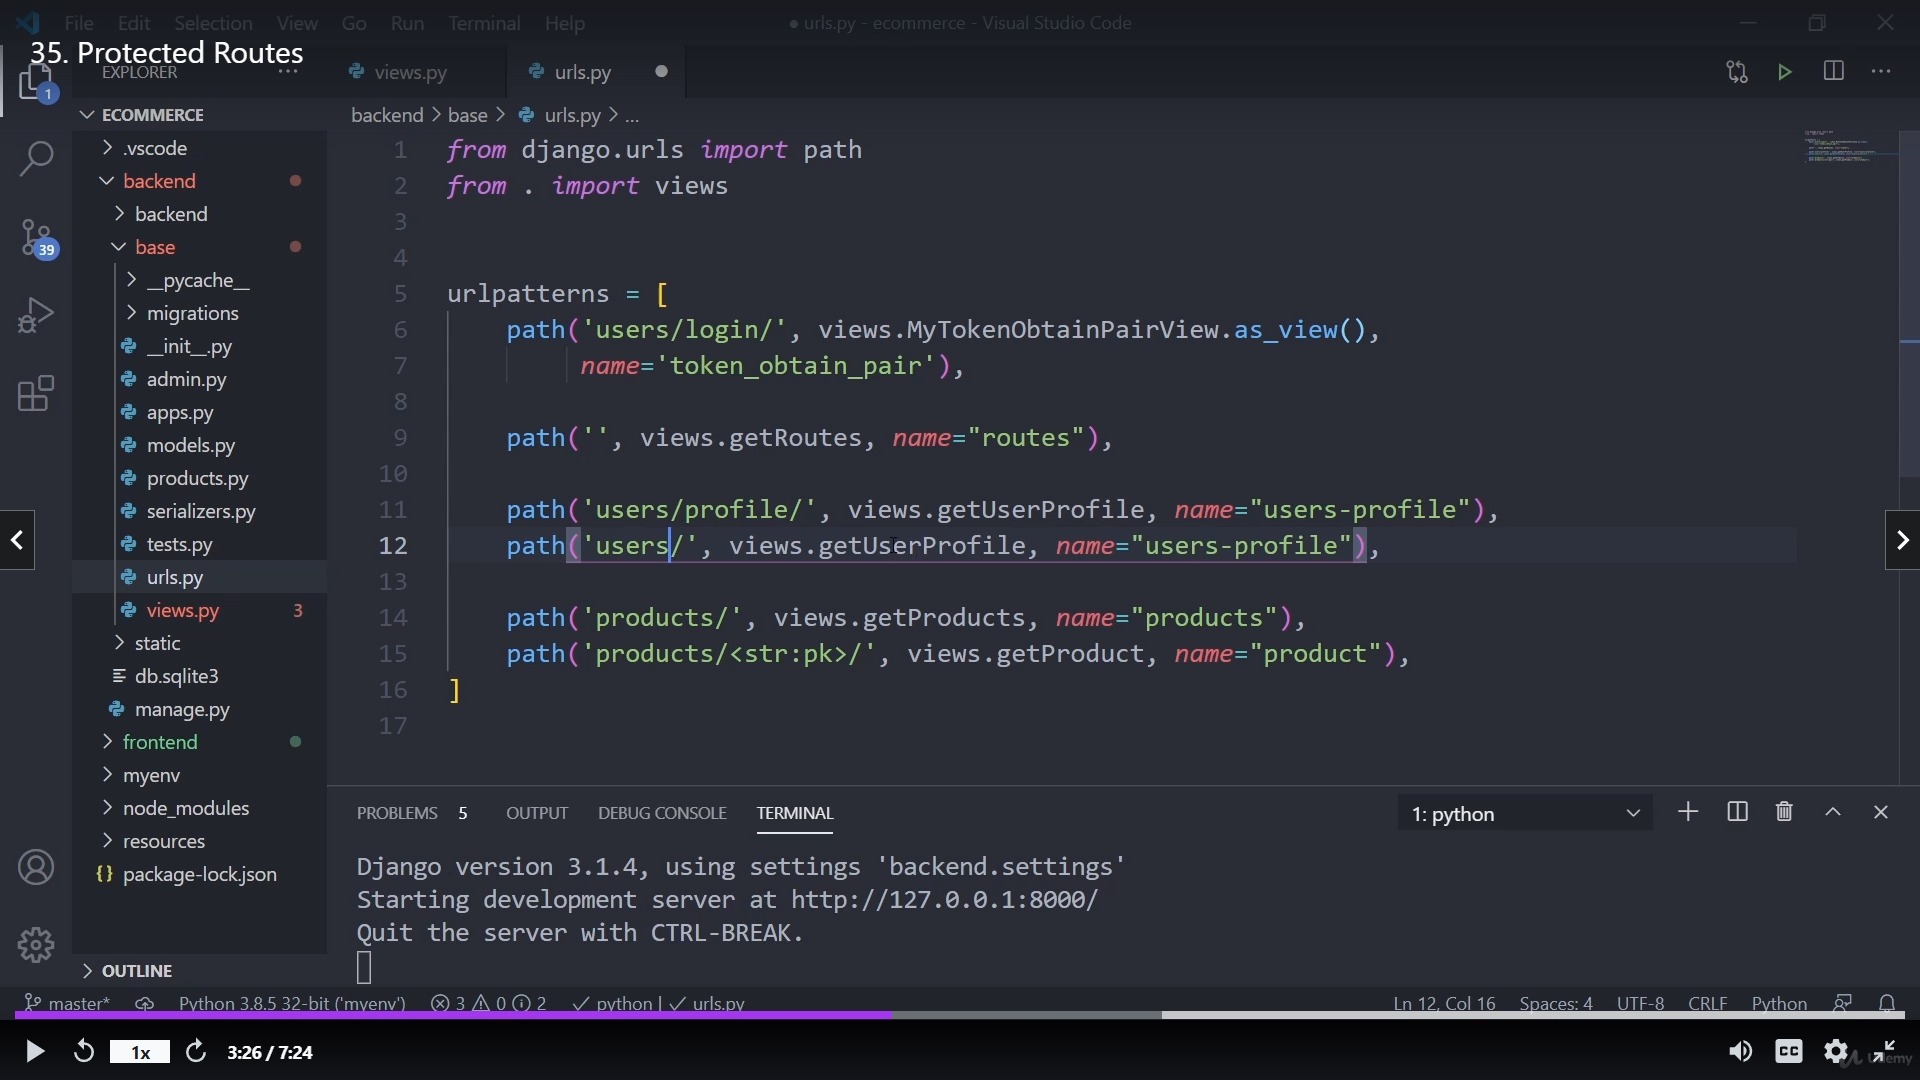 File Edit Selection View Go Run Terminal Help
● urls.py - ecommerce - Visual Studio Code
35. Protected Routes
EXPLORER ...
views.py
urls.py
1
ECOMMERCE
backend > base > urls.py > ...
.vscode
backend
backend
base
__pycache__
migrations
__init__.py
admin.py
apps.py
models.py
products.py
serializers.py
tests.py
urls.py
views.py 3
static
db.sqlite3
manage.py
frontend
myenv
node_modules
resources
{} package-lock.json
OUTLINE
39
1 from django.urls import path
2 from . import views
3
4
5 urlpatterns = [
6 path('users/login/', views.MyTokenObtainPairView.as_view(),
7 name='token_obtain_pair'),
8
9 path('', views.getRoutes, name="routes"),
10
11 path('users/profile/', views.getUserProfile, name="users-profile"),
12 path('users/', views.getUserProfile, name="users-profile"),
13
14 path('products/', views.getProducts, name="products"),
15 path('products/<str:pk>/', views.getProduct, name="product"),
16 ]
17
PROBLEMS 5 OUTPUT DEBUG CONSOLE TERMINAL
1: python
Django version 3.1.4, using settings 'backend.settings'
Starting development server at http://127.0.0.1:8000/
Quit the server with CTRL-BREAK.
master* Python 3.8.5 32-bit ('myenv') 3 0 2 ✓ python | ✓ urls.py
Ln 12, Col 16 Spaces: 4 UTF-8 CRLF Python
1x
3:26 / 7:24
CC
Udemy